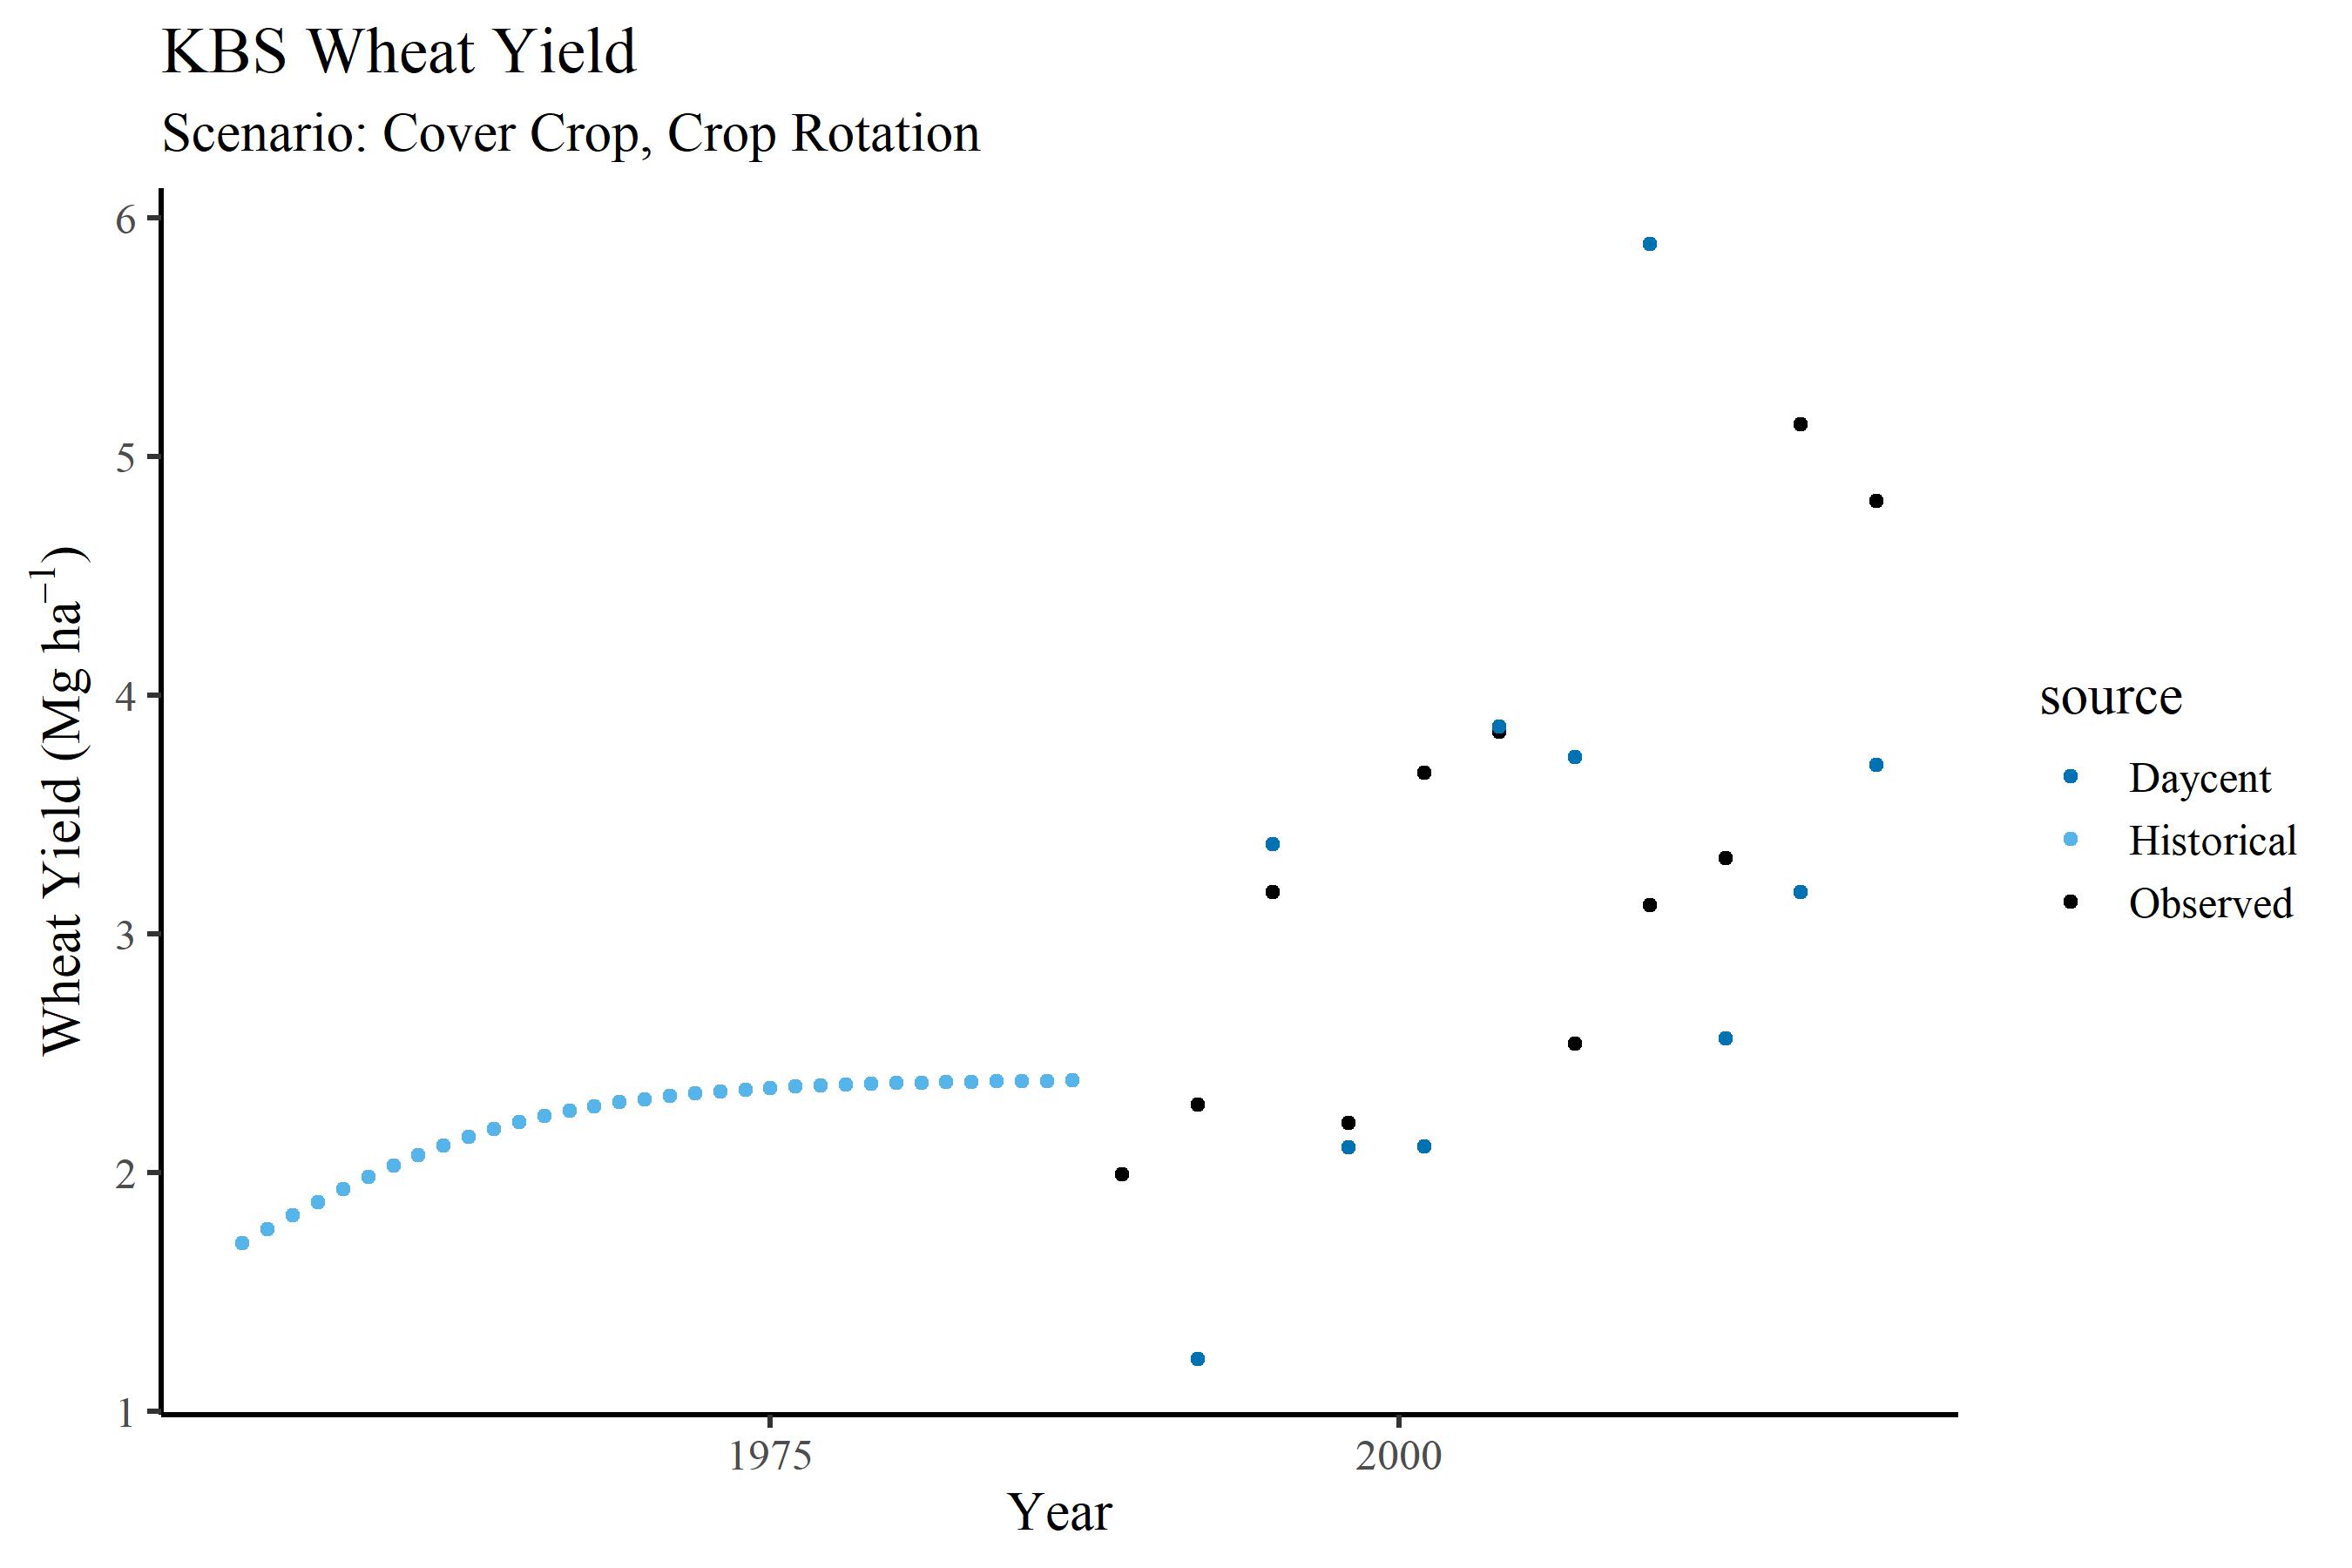 KBS Wheat Yield
Scenario: Cover Crop, Crop Rotation
Wheat Yield (Mg ha⁻¹)
6
5
4
3
2
1
1975
2000
Year
source
Daycent
Historical
Observed